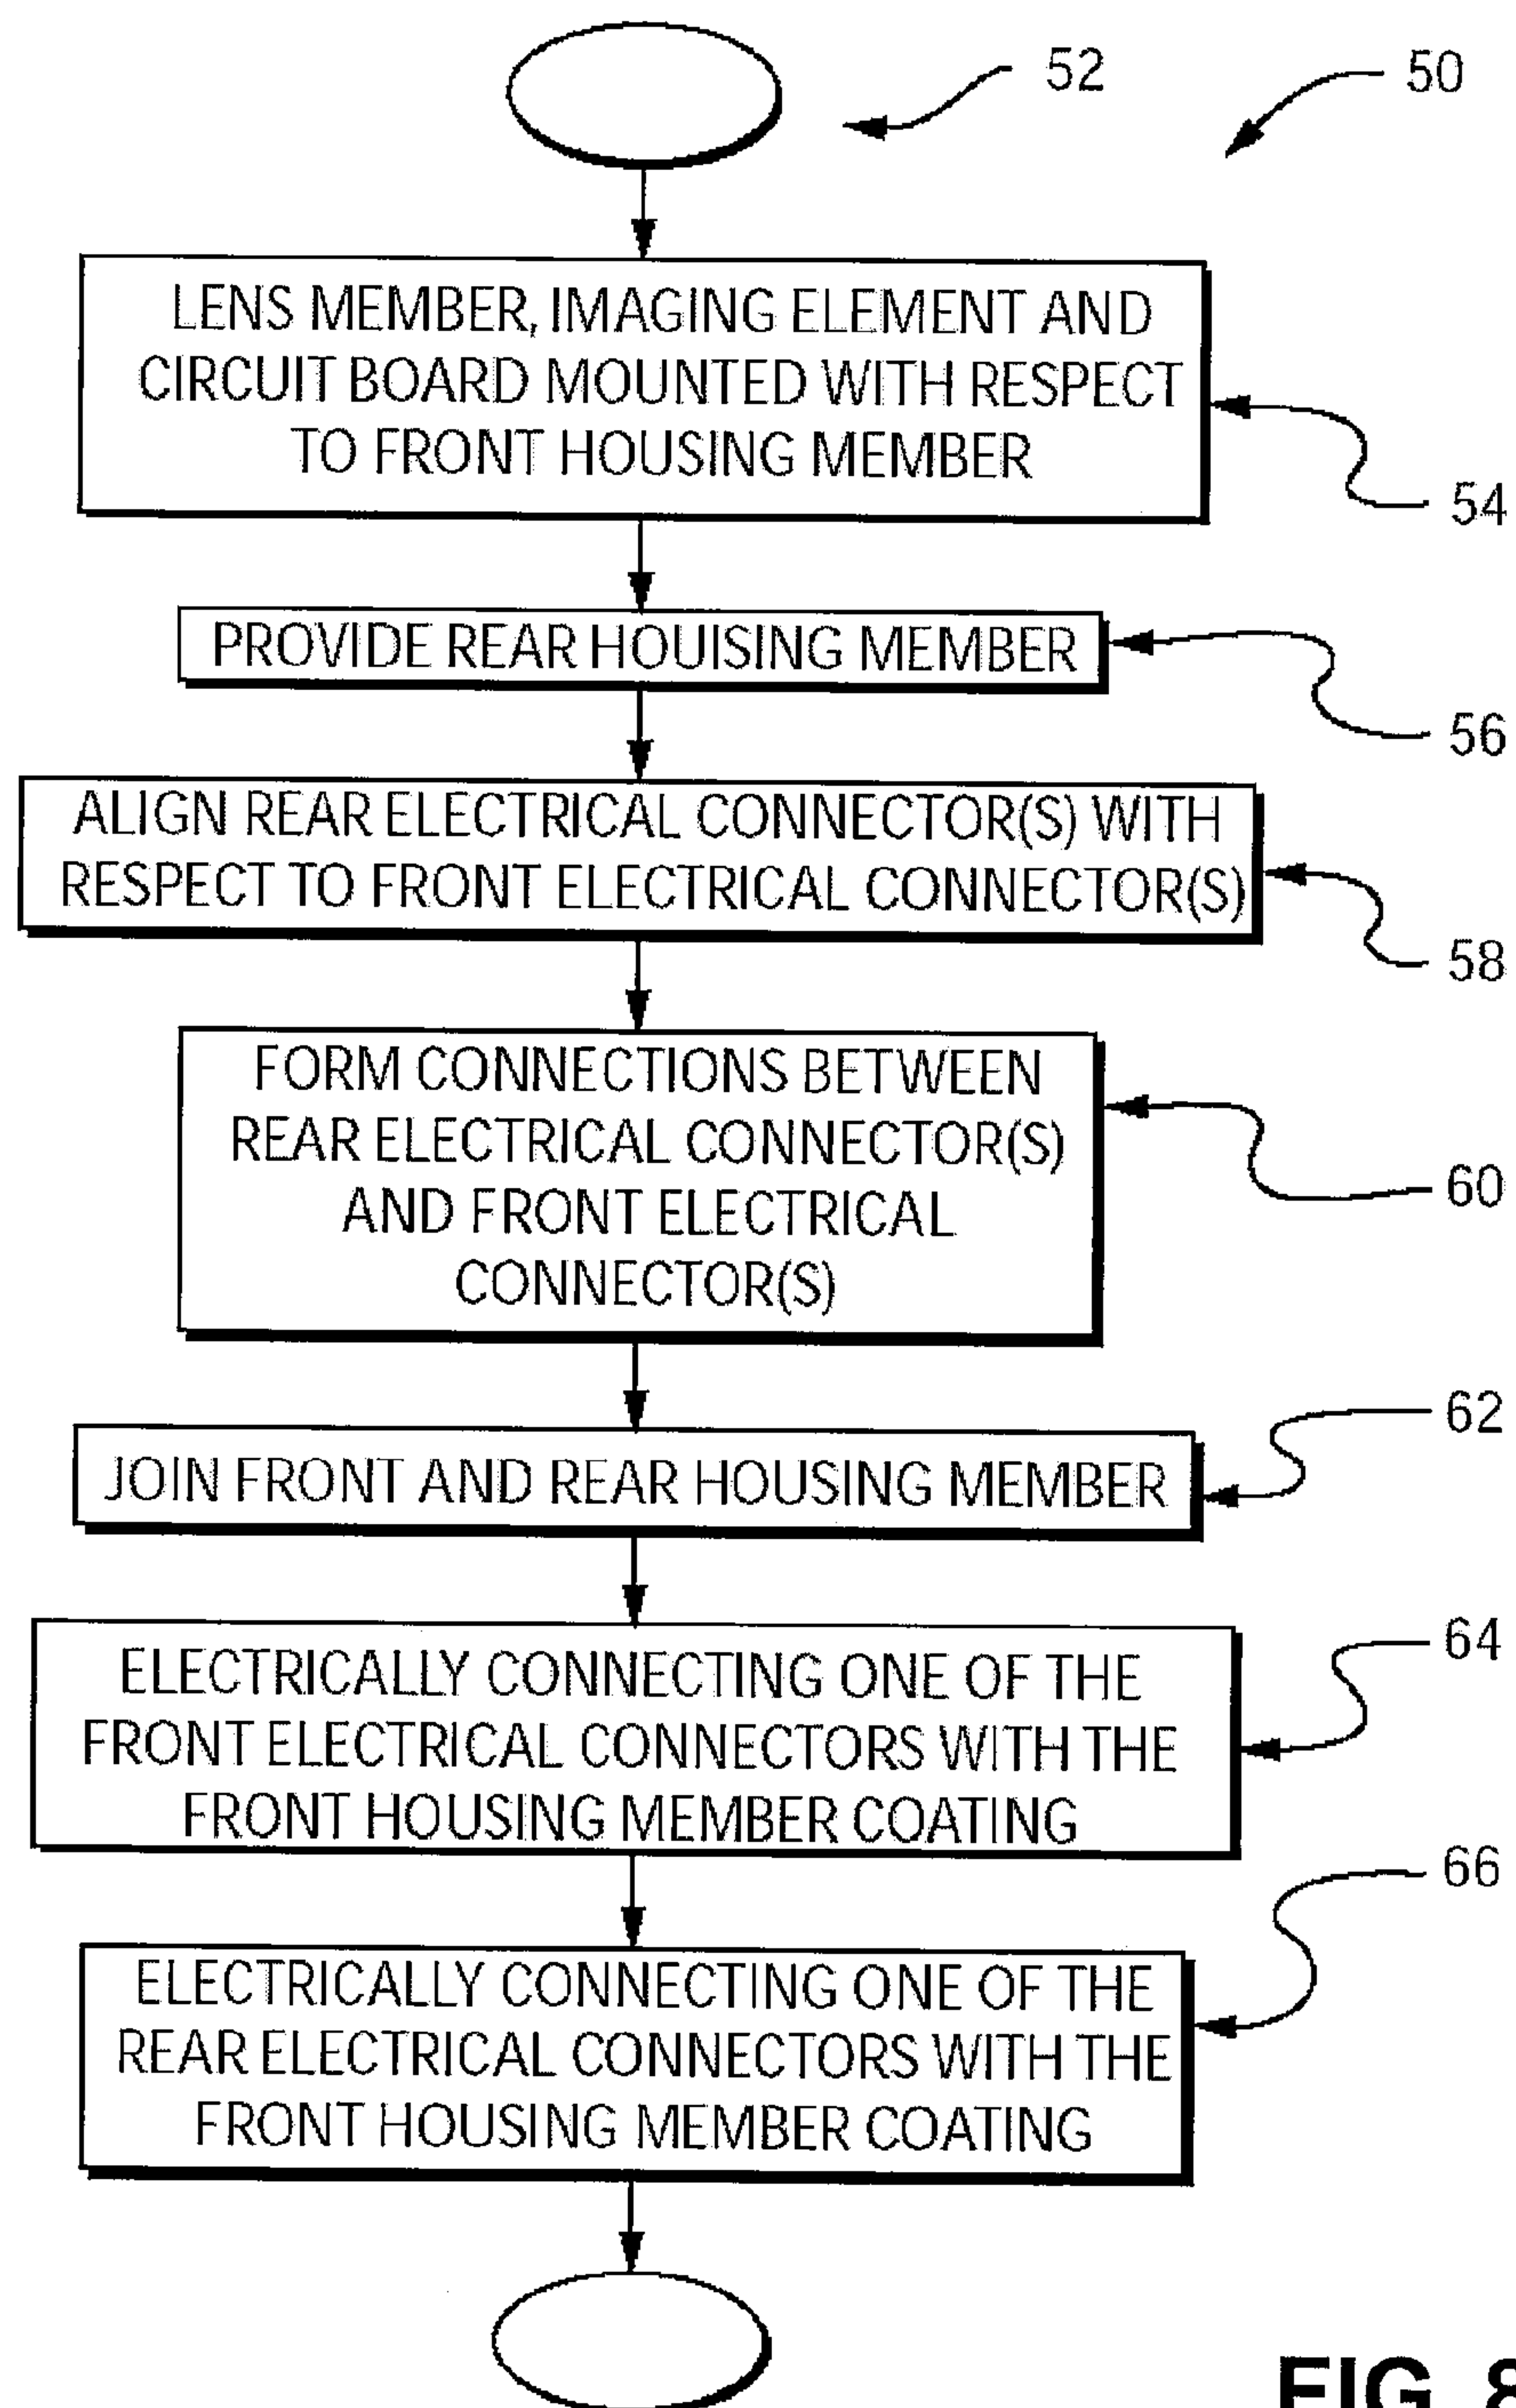 52
50
LENS MEMBER, IMAGING ELEMENT AND
CIRCUIT BOARD MOUNTED WITH RESPECT
TO FRONT HOUSING MEMBER
54
PROVIDE REAR HOUISING MEMBER
56
ALIGN REAR ELECTRICAL CONNECTOR(S) WITH
RESPECT TO FRONT ELECTRICAL CONNECTOR(S)
58
FORM CONNECTIONS BETWEEN
REAR ELECTRICAL CONNECTOR(S)
AND FRONT ELECTRICAL
CONNECTOR(S)
60
62
JOIN FRONT AND REAR HOUSING MEMBER
64
ELECTRICALLY CONNECTING ONE OF THE
FRONT ELECTRICAL CONNECTORS WITH THE
FRONT HOUSING MEMBER COATING
66
ELECTRICALLY CONNECTING ONE OF THE
REAR ELECTRICAL CONNECTORS WITH THE
FRONT HOUSING MEMBER COATING
FIG. 8